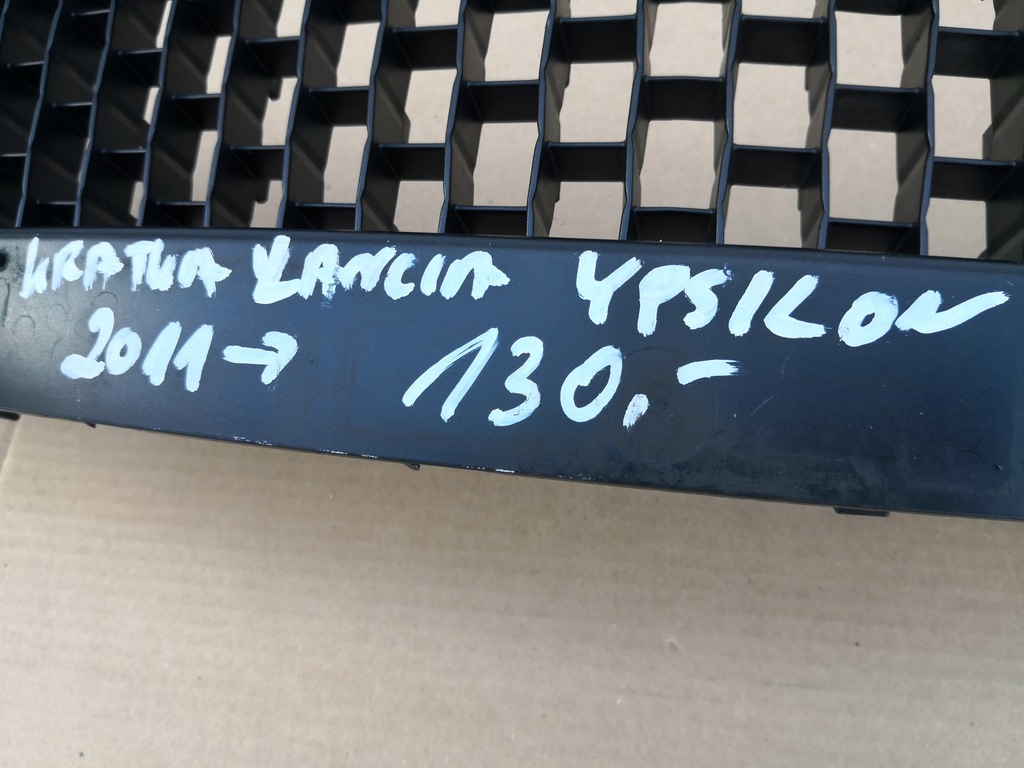 KRATKA LANCIA YPSILON
2011→ 130.-